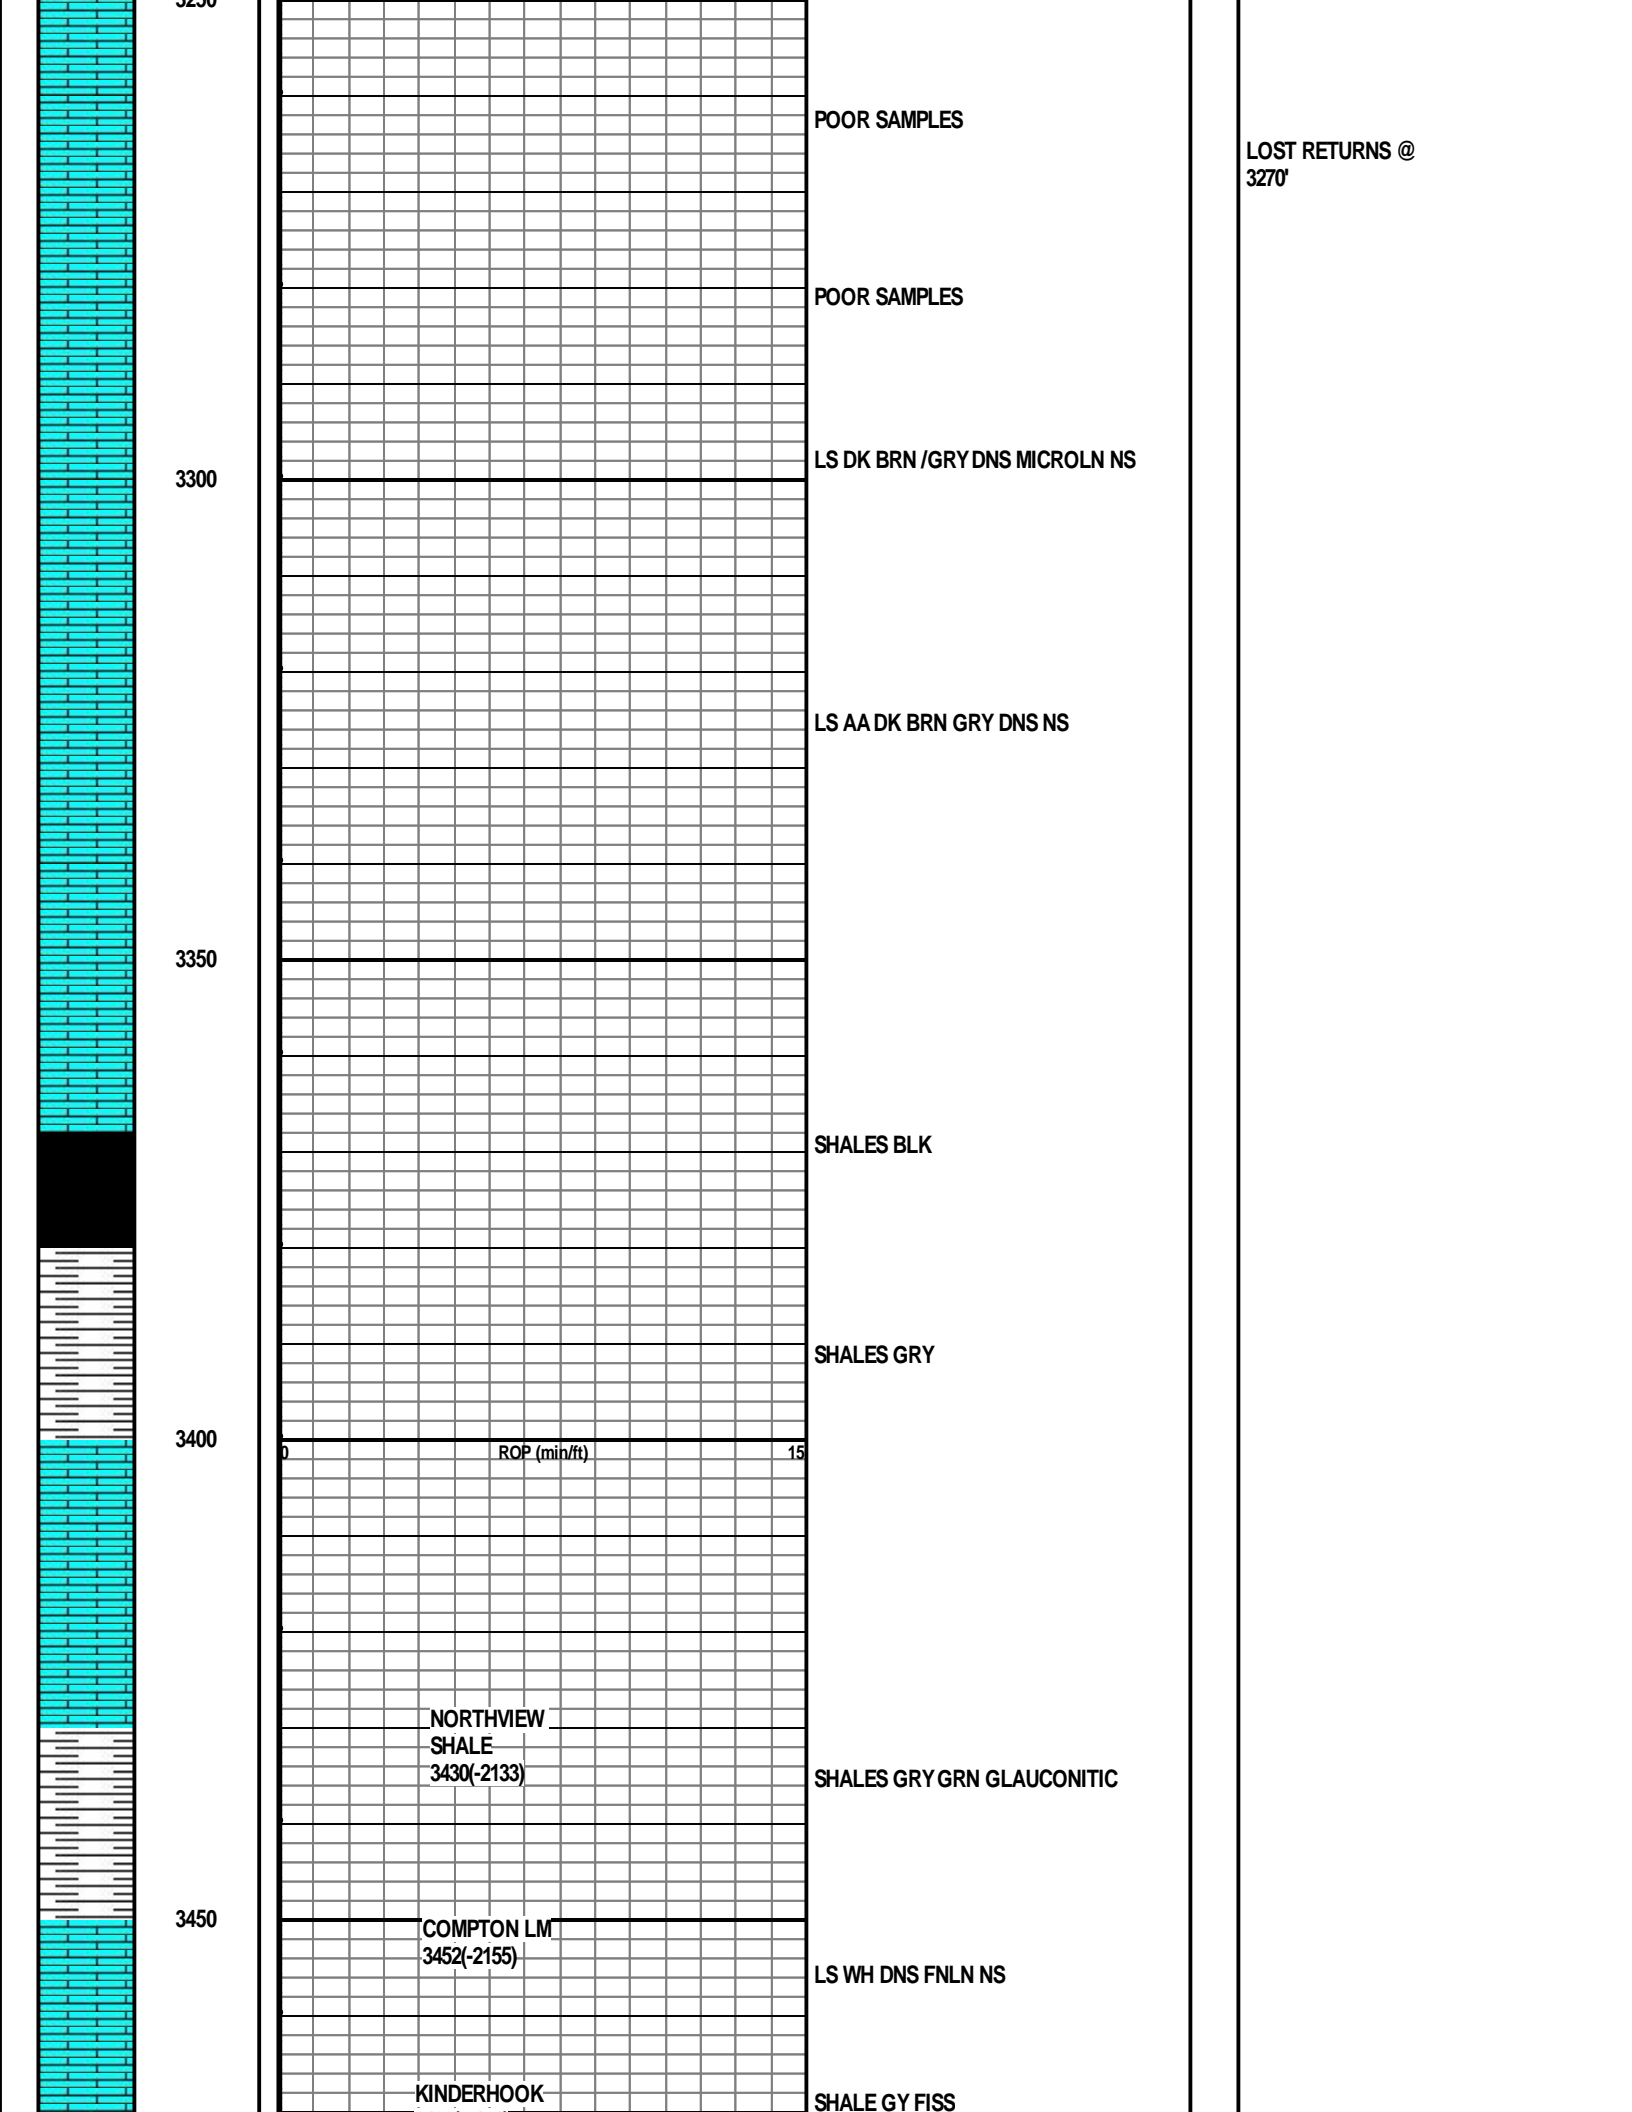 3250
POOR SAMPLES
LOST RETURNS @
3270'
POOR SAMPLES
LS DK BRN /GRY DNS MICROLN NS
3300
LS AA DK BRN GRY DNS NS
3350
SHALES BLK
SHALES GRY
3400
0 ROP (min/ft) 15
NORTHVIEW
SHALE
3430(-2133)
SHALES GRY GRN GLAUCONITIC
3450
COMPTON LM
3452(-2155)
LS WH DNS FNLN NS
KINDERHOOK
SHALE GY FISS